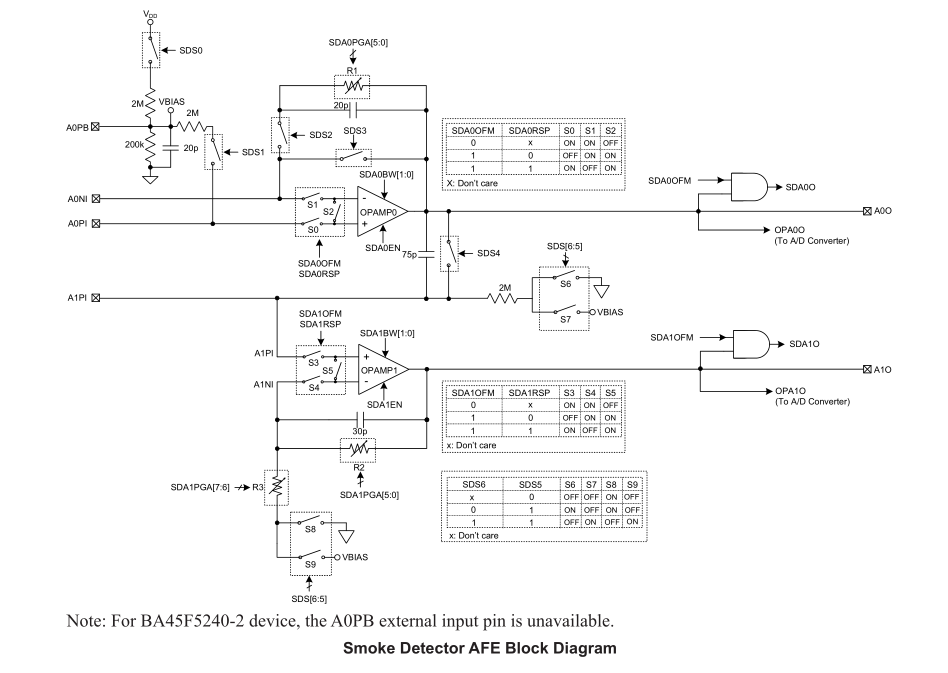 VDD
SDS0
2M
VBIAS
2M
A0PB
200k
20p
SDS1
SDA0PGA[5:0]
R1
20p
SDS2
SDS3
SDA0BW[1:0]
A0NI
S1
S2
OPAMP0
-
+
A0PI
S0
SDA0EN
SDA0OFM
SDA0RSP
SDA0OFM SDA0RSP S0 S1 S2
0 x ON ON OFF
1 0 OFF ON ON
1 1 ON OFF ON
X: Don't care
SDA0OFM
SDA0O
A0O
OPA0O
(To A/D Converter)
75p
SDS4
SDS[6:5]
S6
2M
S7
VBIAS
A1PI
SDA1OFM
SDA1RSP
SDA1BW[1:0]
A1PI
S3
S5
+
OPAMP1
-
A1NI
S4
SDA1EN
SDA1OFM
SDA1O
A1O
OPA1O
(To A/D Converter)
30p
R2
SDA1PGA[5:0]
SDA1OFM SDA1RSP S3 S4 S5
0 x ON ON OFF
1 0 OFF ON ON
1 1 ON OFF ON
x: Don't care
SDA1PGA[7:6]
R3
SDS6 SDS5 S6 S7 S8 S9
x 0 OFF OFF ON OFF
0 1 ON OFF OFF OFF
1 1 OFF ON OFF ON
x: Don't care
S8
S9
VBIAS
SDS[6:5]
Note: For BA45F5240-2 device, the A0PB external input pin is unavailable.
Smoke Detector AFE Block Diagram